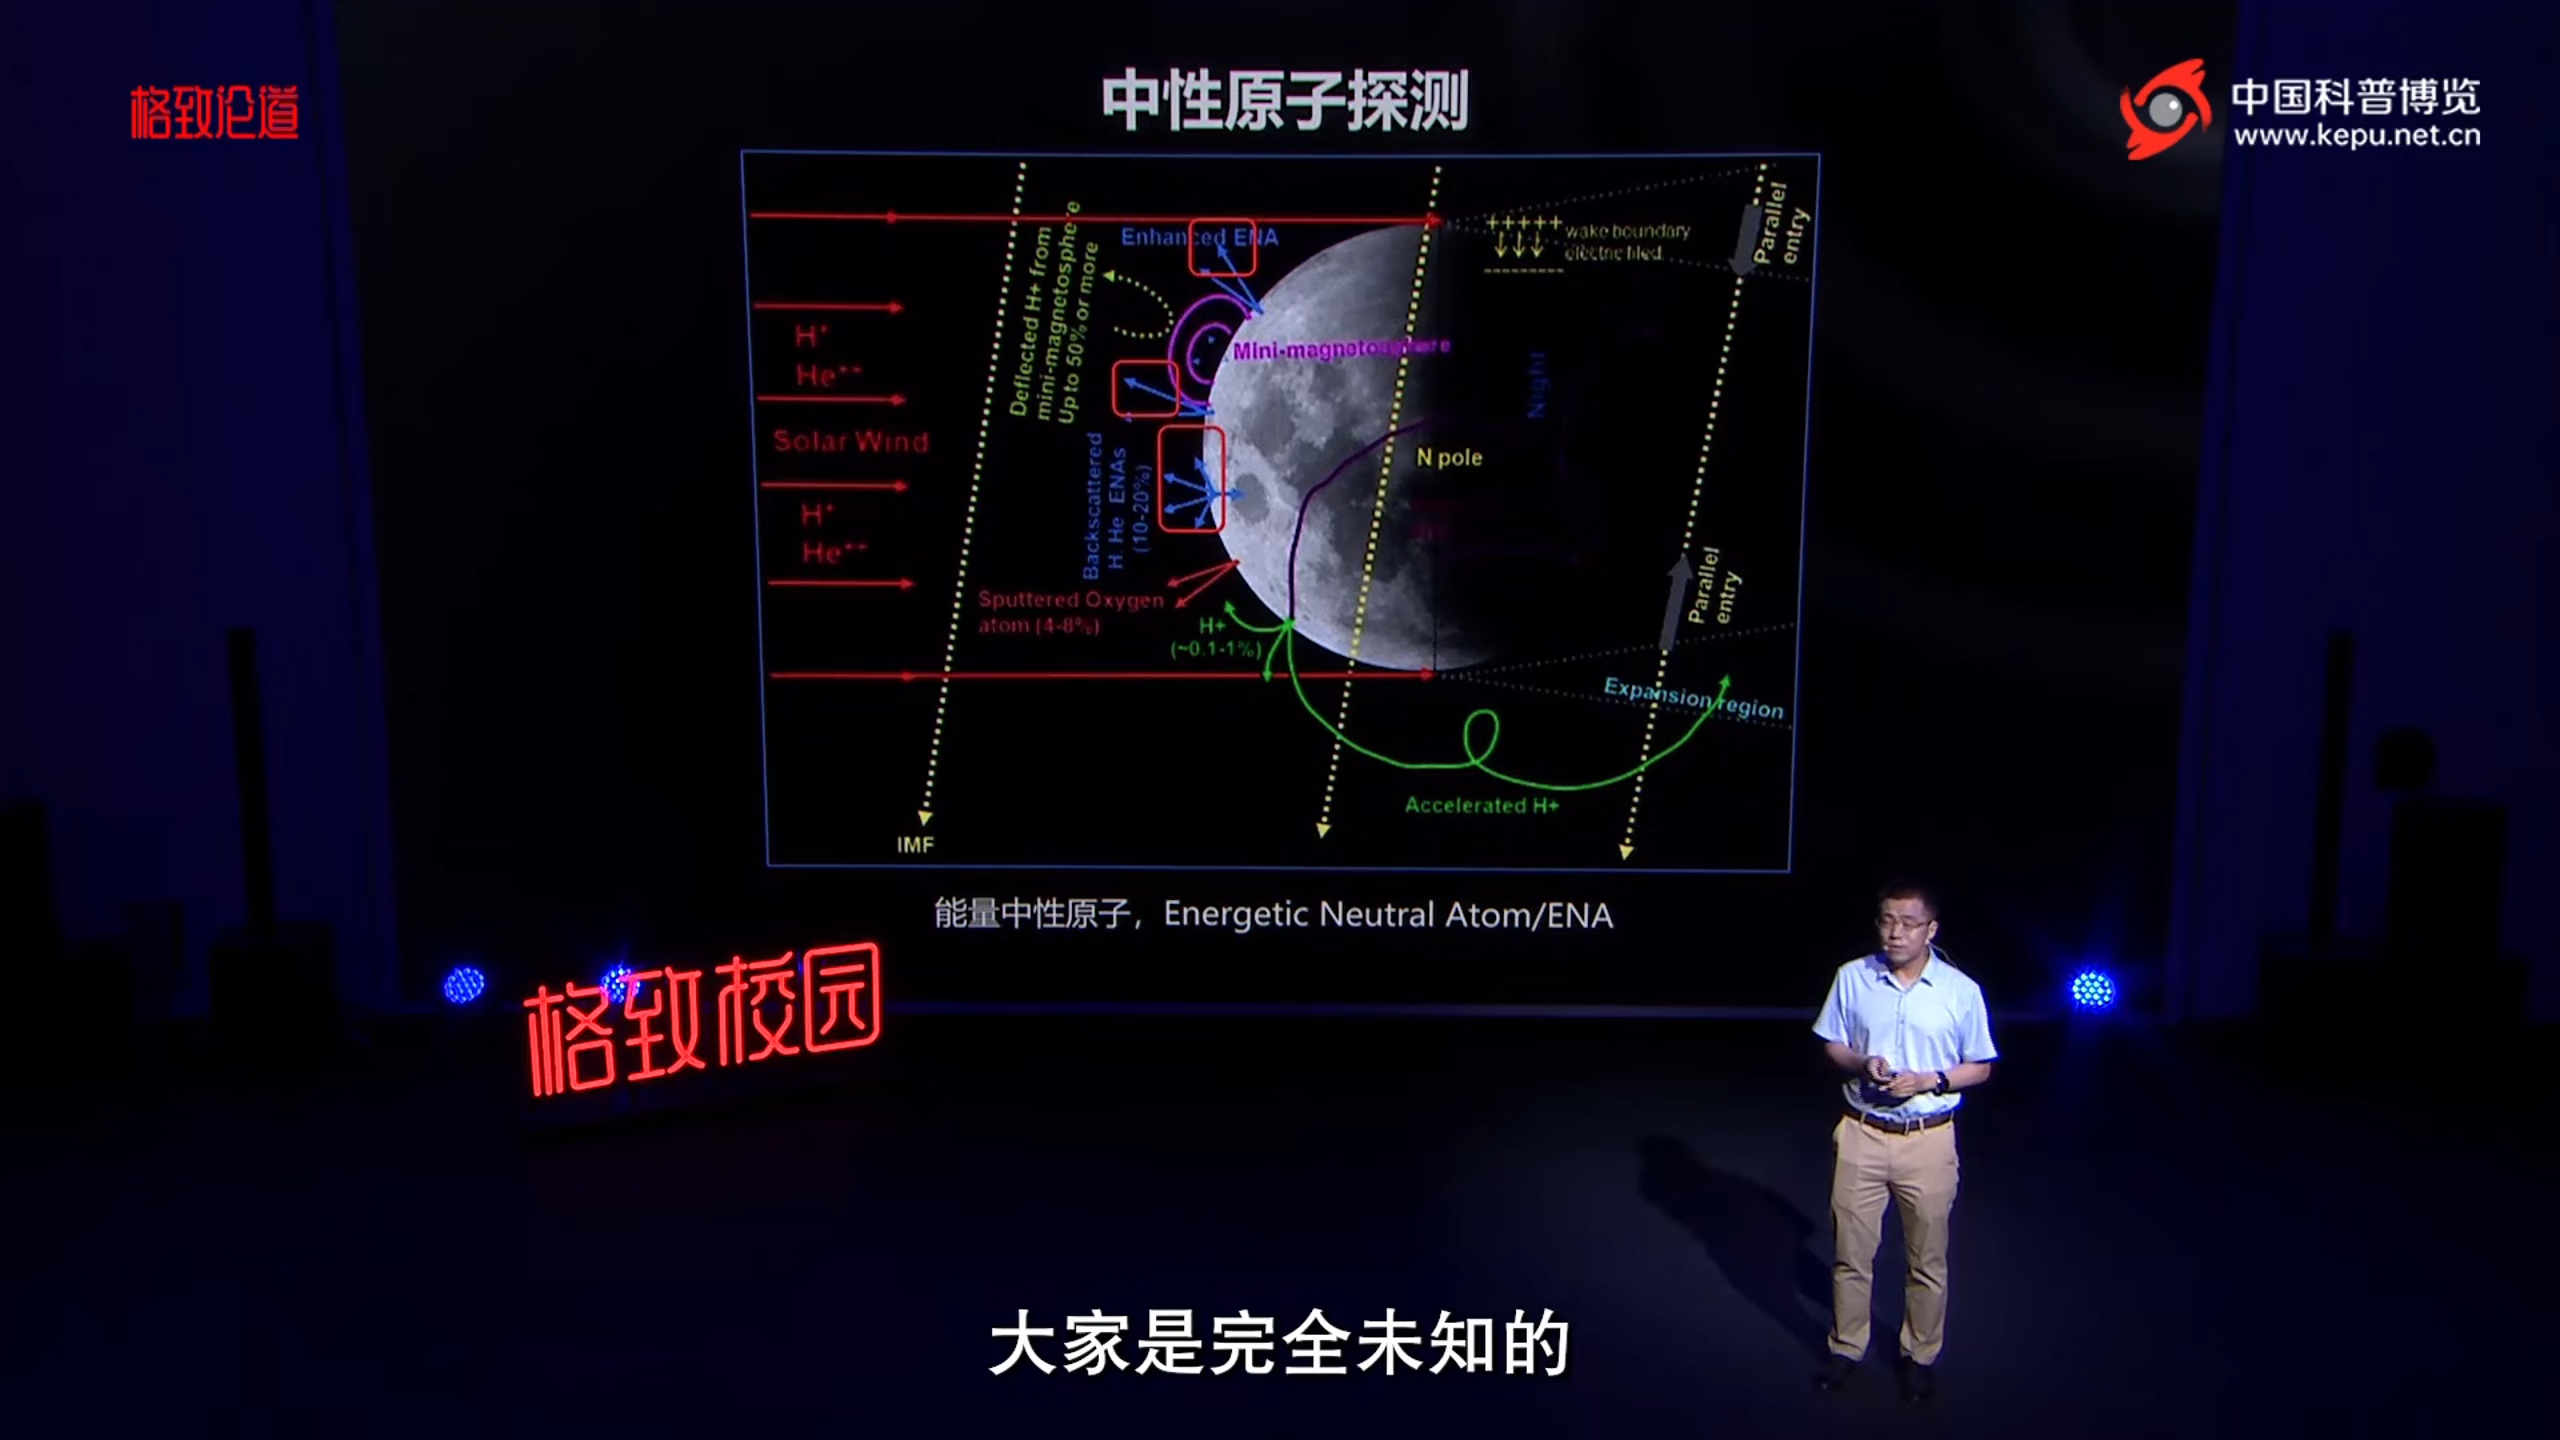 格致论道
中国科普博览
www.kepu.net.cn
中性原子探测
Enhanced ENA
Deflected H+ from
mini-magnetosphere
Up to 50% or more
+++++
wake boundary
electric filed
Parallel
entry
H+
He++
Mini-magnetosphere
Night
Solar Wind
N pole
Backscattered
H. He ENAs
(10-20%)
H+
He++
Sputtered Oxygen
atom (4-8%)
H+
(~0.1-1%)
Parallel
entry
Expansion region
Accelerated H+
IMF
能量中性原子，Energetic Neutral Atom/ENA
格致校园
大家是完全未知的